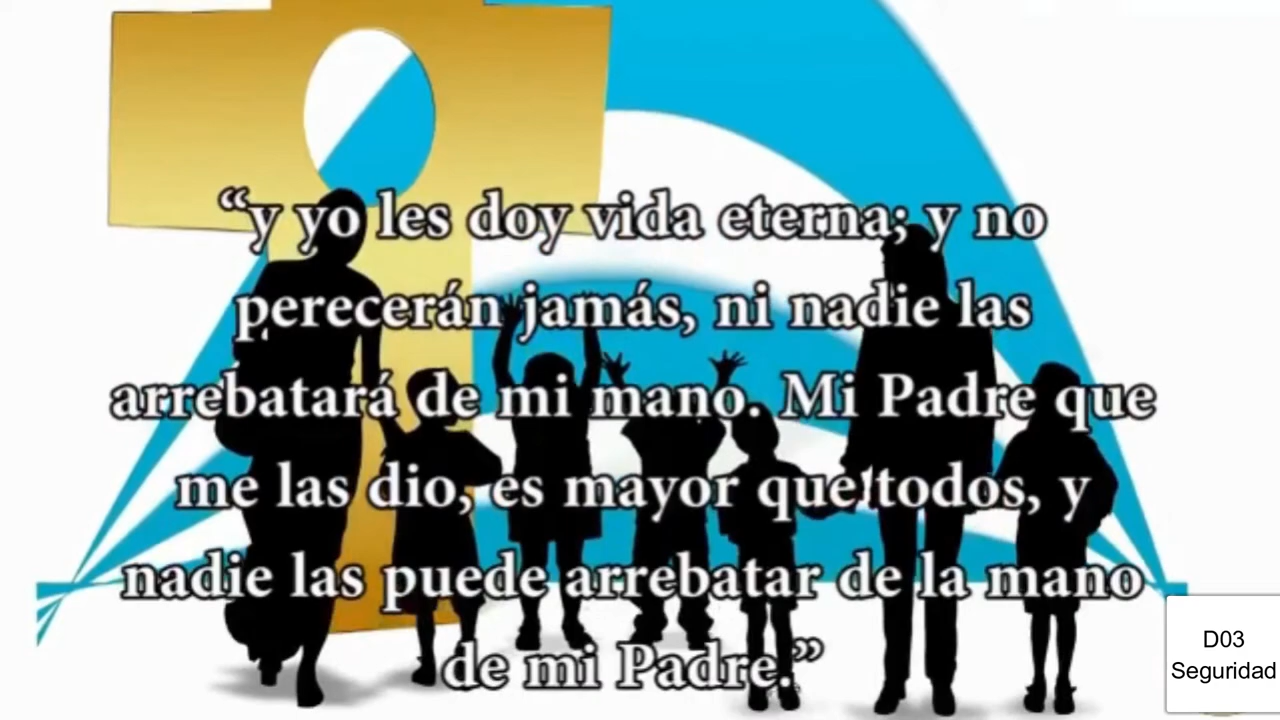 “y yo les doy vida eterna; y no
perecerán jamás, ni nadie las
arrebatará de mi mano. Mi Padre que
me las dio, es mayor que todos, y
nadie las puede arrebatar de la mano
de mi Padre.”
D03
Seguridad